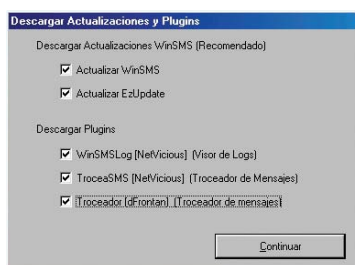 Descargar Actualizaciones y Plugins
Descargar Actualizaciones WinSMS (Recomendado)
Actualizar WinSMS
Actualizar EzUpdate
Descargar Plugins
WinSMSLog [NetVicious] (Visor de Logs)
TroceaSMS [NetVicious] (Troceador de Mensajes)
Troceador [dFrontan] (Troceador de mensajes)
Continuar